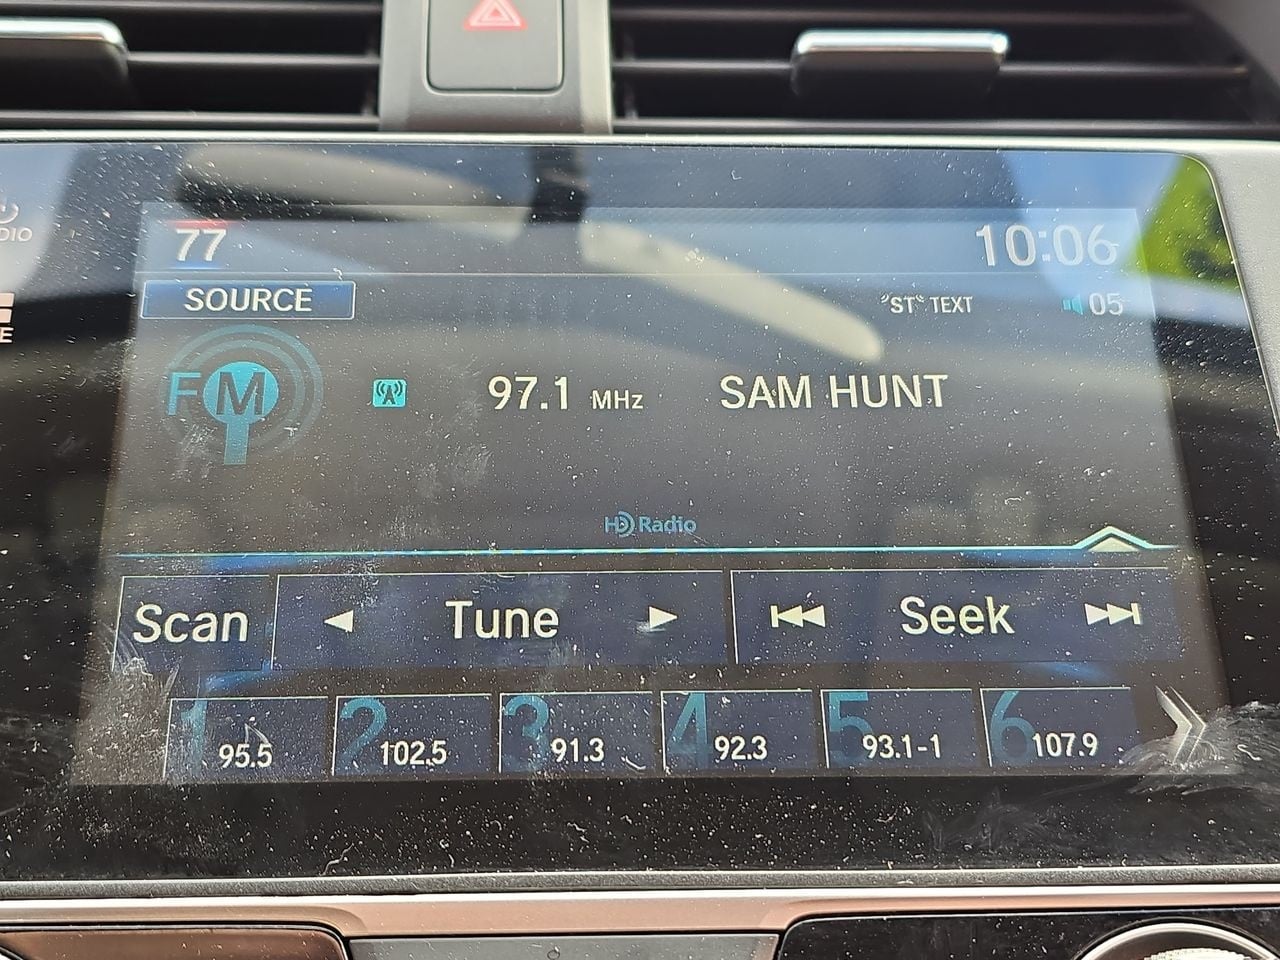 77 10:06
SOURCE "ST" TEXT 05
FM 97.1 MHz SAM HUNT
HD Radio
Scan Tune Seek
1 95.5 2 102.5 3 91.3 4 92.3 5 93.1-1 6 107.9